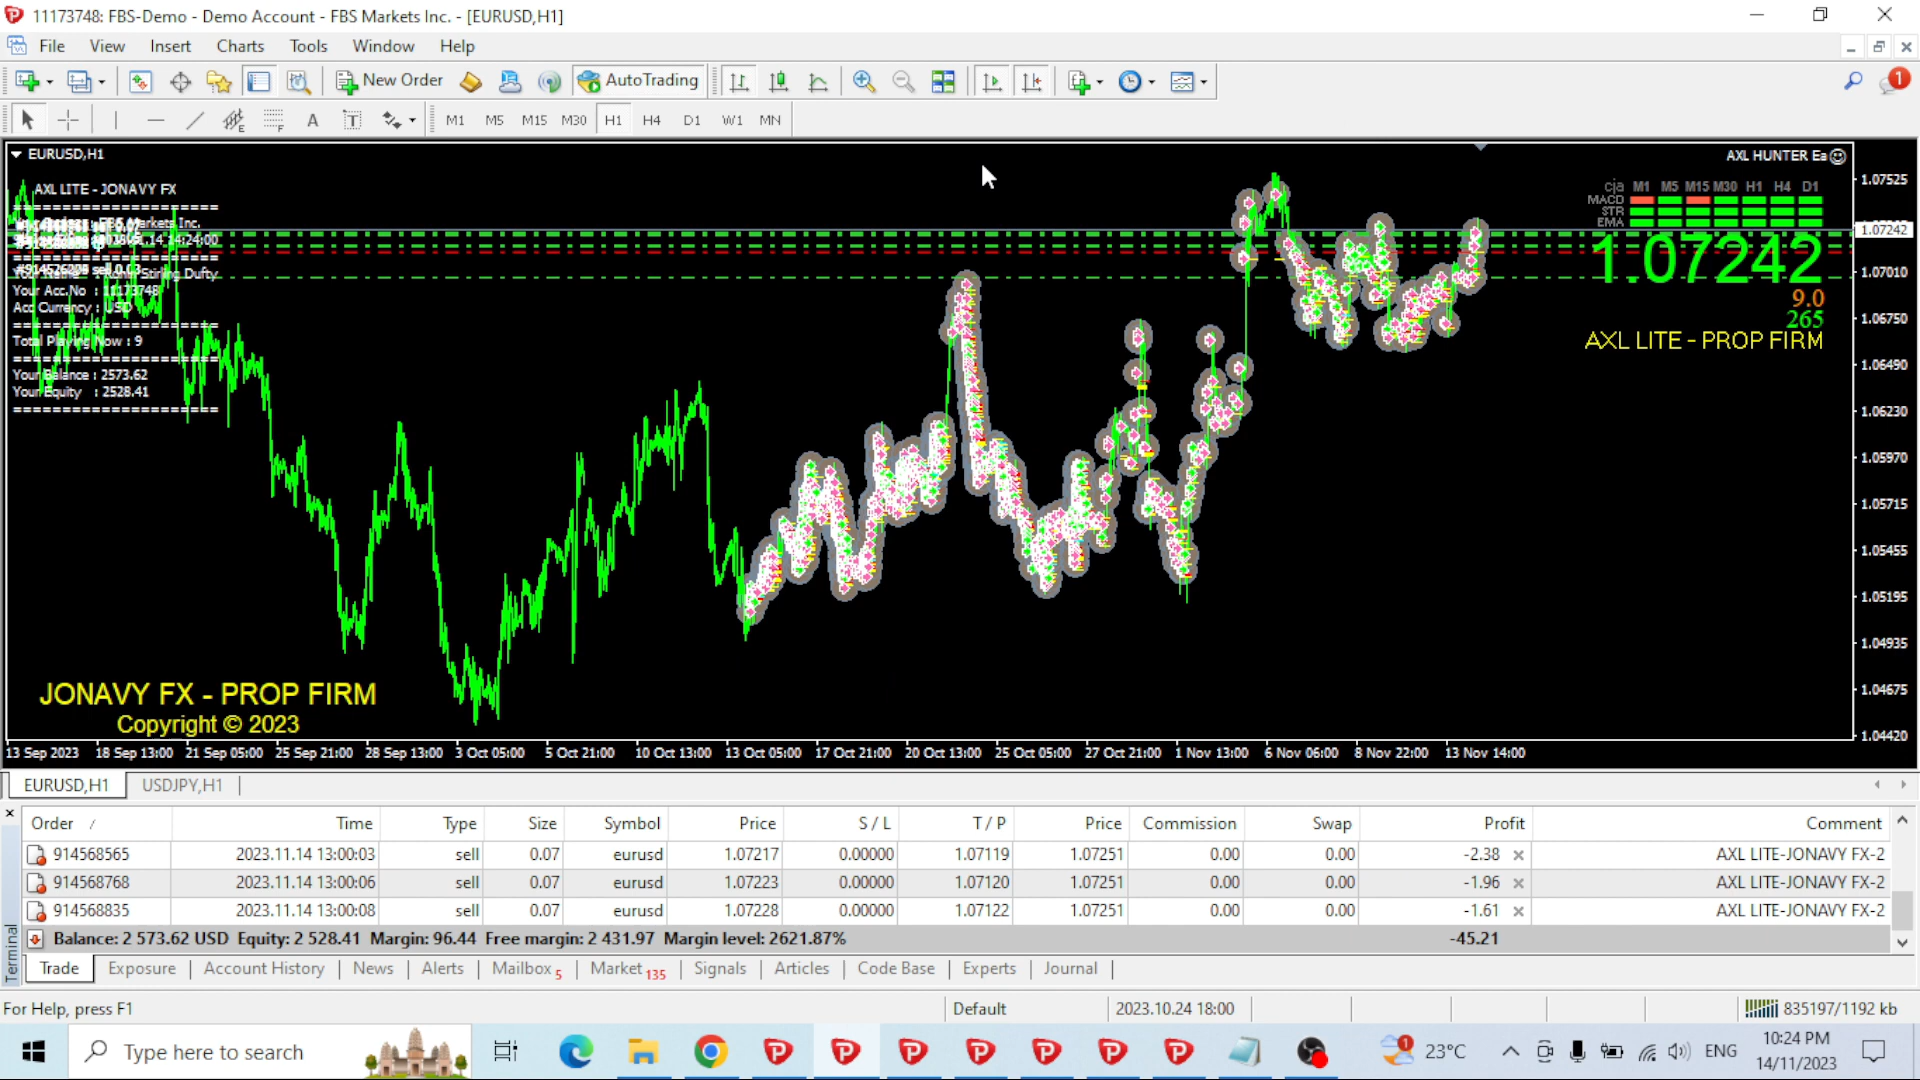 11173748: FBS-Demo - Demo Account - FBS Markets Inc. - [EURUSD,H1]
File View Insert Charts Tools Window Help
New Order AutoTrading 1
E F A T M1 M5 M15 M30 H1 H4 D1 W1 MN
EURUSD,H1
AXL HUNTER Ea
AXL LITE - JONAVY FX
=====================
Markets Inc.
14:24:00
=====================
sell 0.03
Stirling Dufty
Your Acc.No : 11173748
Acc Currency : USD
=====================
Total Playing Now : 9
=====================
Your Balance : 2573.62
Your Equity : 2528.41
=====================
cja M1 M5 M15 M30 H1 H4 D1
MACD
STR
EMA
1.07242
9.0
265
AXL LITE - PROP FIRM
1.07525
1.07242
1.07010
1.06750
1.06490
1.06230
1.05970
1.05715
1.05455
1.05195
1.04935
1.04675
1.04420
JONAVY FX - PROP FIRM
Copyright © 2023
13 Sep 2023 18 Sep 13:00 21 Sep 05:00 25 Sep 21:00 28 Sep 13:00 3 Oct 05:00 5 Oct 21:00 10 Oct 13:00 13 Oct 05:00 17 Oct 21:00 20 Oct 13:00 25 Oct 05:00 27 Oct 21:00 1 Nov 13:00 6 Nov 06:00 8 Nov 22:00 13 Nov 14:00
EURUSD,H1 USDJPY,H1
Order / Time Type Size Symbol Price S / L T / P Price Commission Swap Profit Comment
914568565 2023.11.14 13:00:03 sell 0.07 eurusd 1.07217 0.00000 1.07119 1.07251 0.00 0.00 -2.38 AXL LITE-JONAVY FX-2
914568768 2023.11.14 13:00:06 sell 0.07 eurusd 1.07223 0.00000 1.07120 1.07251 0.00 0.00 -1.96 AXL LITE-JONAVY FX-2
914568835 2023.11.14 13:00:08 sell 0.07 eurusd 1.07228 0.00000 1.07122 1.07251 0.00 0.00 -1.61 AXL LITE-JONAVY FX-2
Balance: 2 573.62 USD Equity: 2 528.41 Margin: 96.44 Free margin: 2 431.97 Margin level: 2621.87% -45.21
Terminal
Trade Exposure Account History News Alerts Mailbox 5 Market 135 Signals Articles Code Base Experts Journal
For Help, press F1 Default 2023.10.24 18:00 835197/1192 kb
Type here to search 1 23°C ENG 10:24 PM
14/11/2023